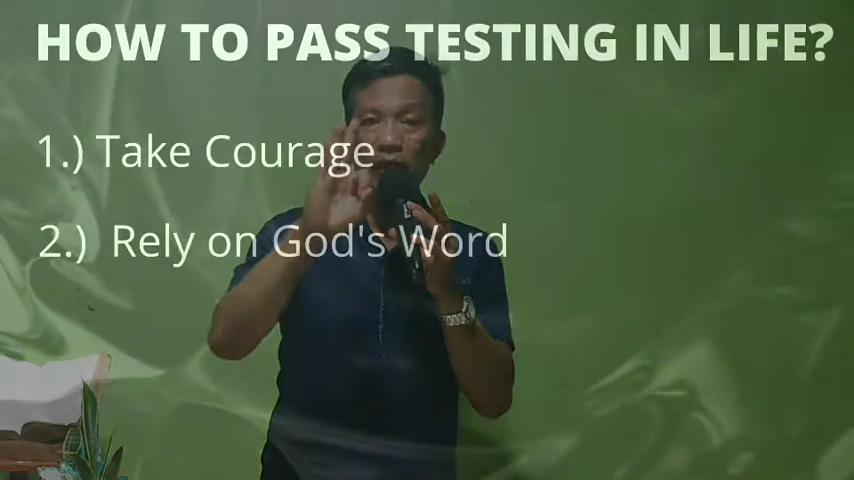 HOW TO PASS TESTING IN LIFE?
1.) Take Courage
2.) Rely on God's Word